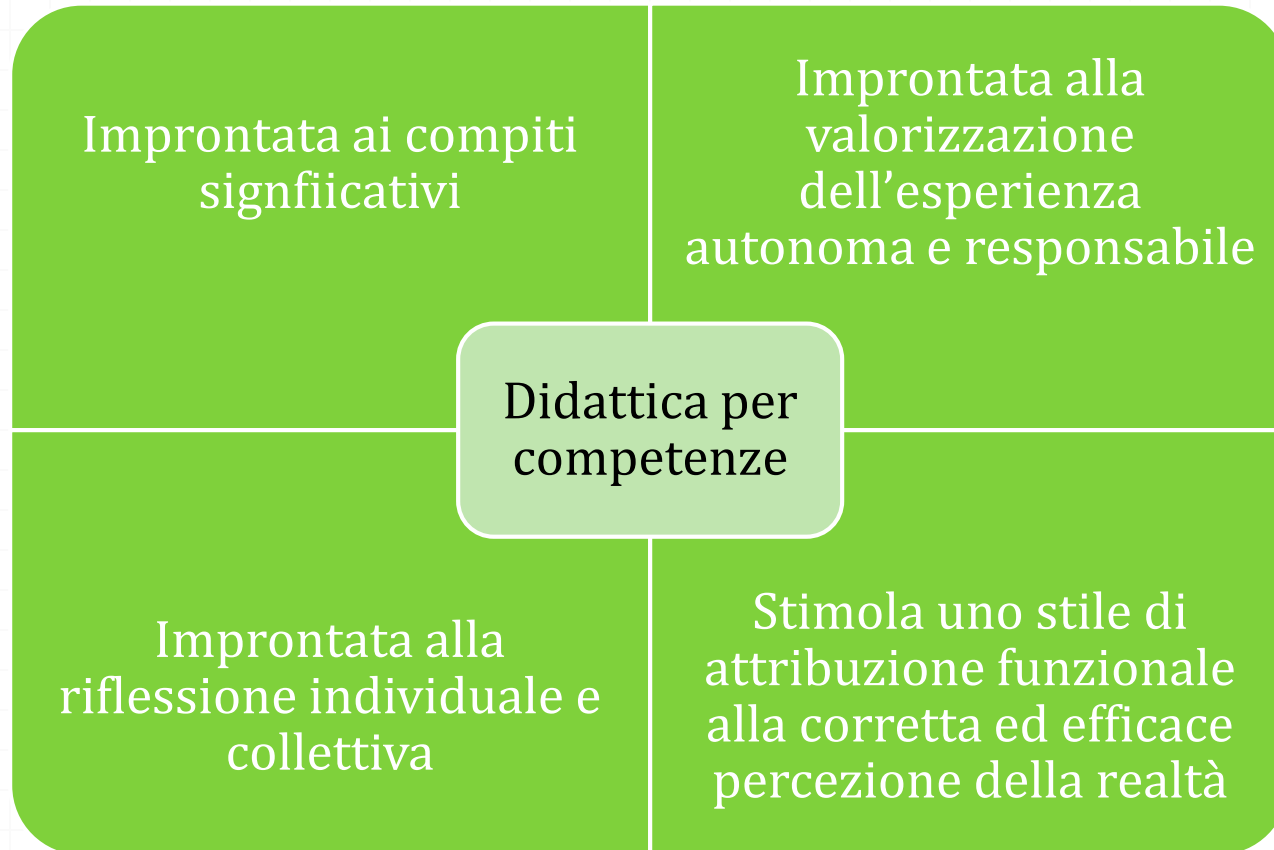 Improntata ai compiti
signfiicativi
Improntata alla
valorizzazione
dell’esperienza
autonoma e responsabile
Didattica per
competenze
Improntata alla
riflessione individuale e
collettiva
Stimola uno stile di
attribuzione funzionale
alla corretta ed efficace
percezione della realtà